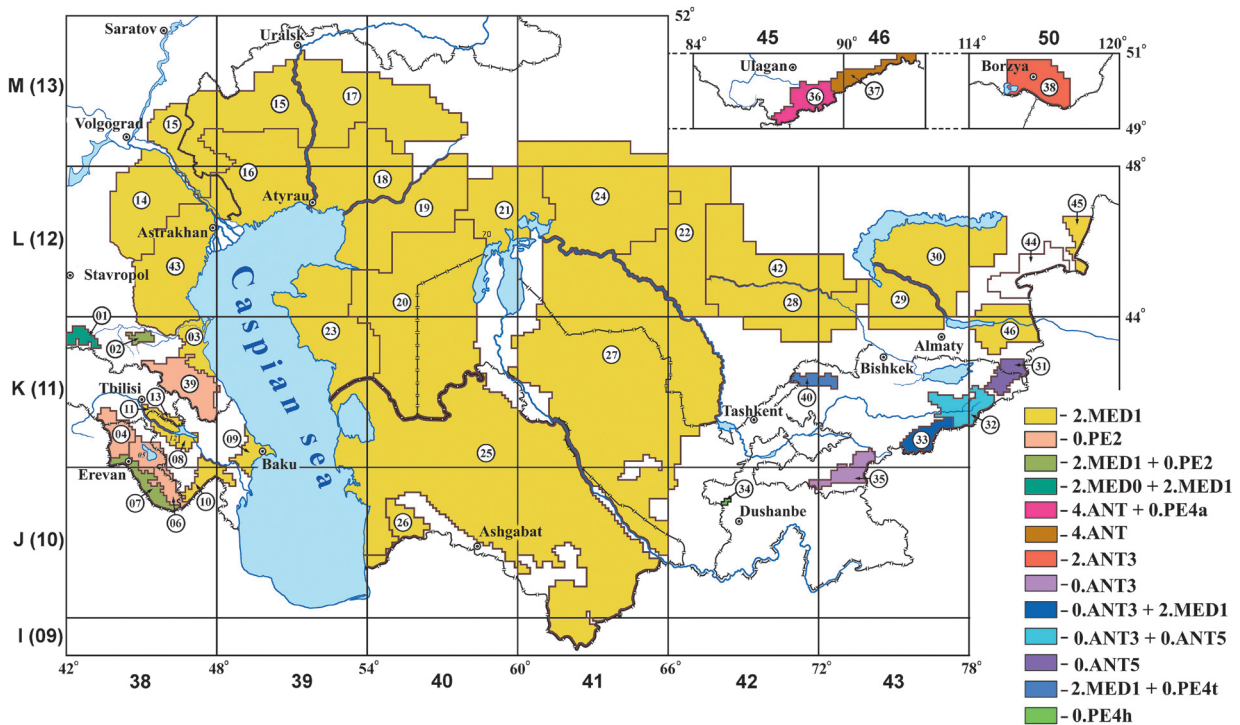 52°
84° 45 90° 46
114° 50 120°
51°
49°
48°
44°
M (13)
L (12)
K (11)
J (10)
I (09)
Saratov
Uralsk
Ulagan
Borzya
Volgograd
Atyrau
Astrakhan
Stavropol
Caspian sea
Almaty
Bishkek
Tbilisi
Tashkent
Erevan
Baku
Ashgabat
Dushanbe
15
17
36
37
38
15
16
18
14
19
21
24
22
45
44
43
20
42
30
28
29
01
02
03
23
27
46
39
31
13
11
04
05
12
08
09
40
32
33
07
06
10
25
34
35
26
70
2.MED1
0.PE2
2.MED1 + 0.PE2
2.MED0 + 2.MED1
4.ANT + 0.PE4a
4.ANT
2.ANT3
0.ANT3
0.ANT3 + 2.MED1
0.ANT3 + 0.ANT5
0.ANT5
2.MED1 + 0.PE4t
0.PE4h
42° 48 54 60 66 72 78°
38 39 40 41 42 43